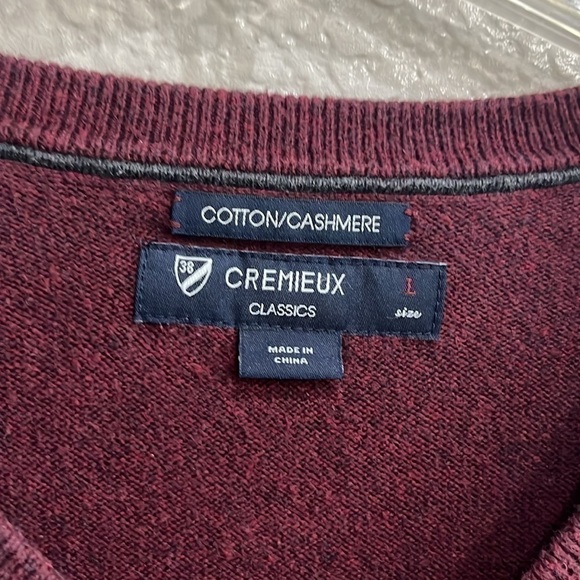 COTTON/CASHMERE
38 CREMIEUX L
CLASSICS size
MADE IN
CHINA